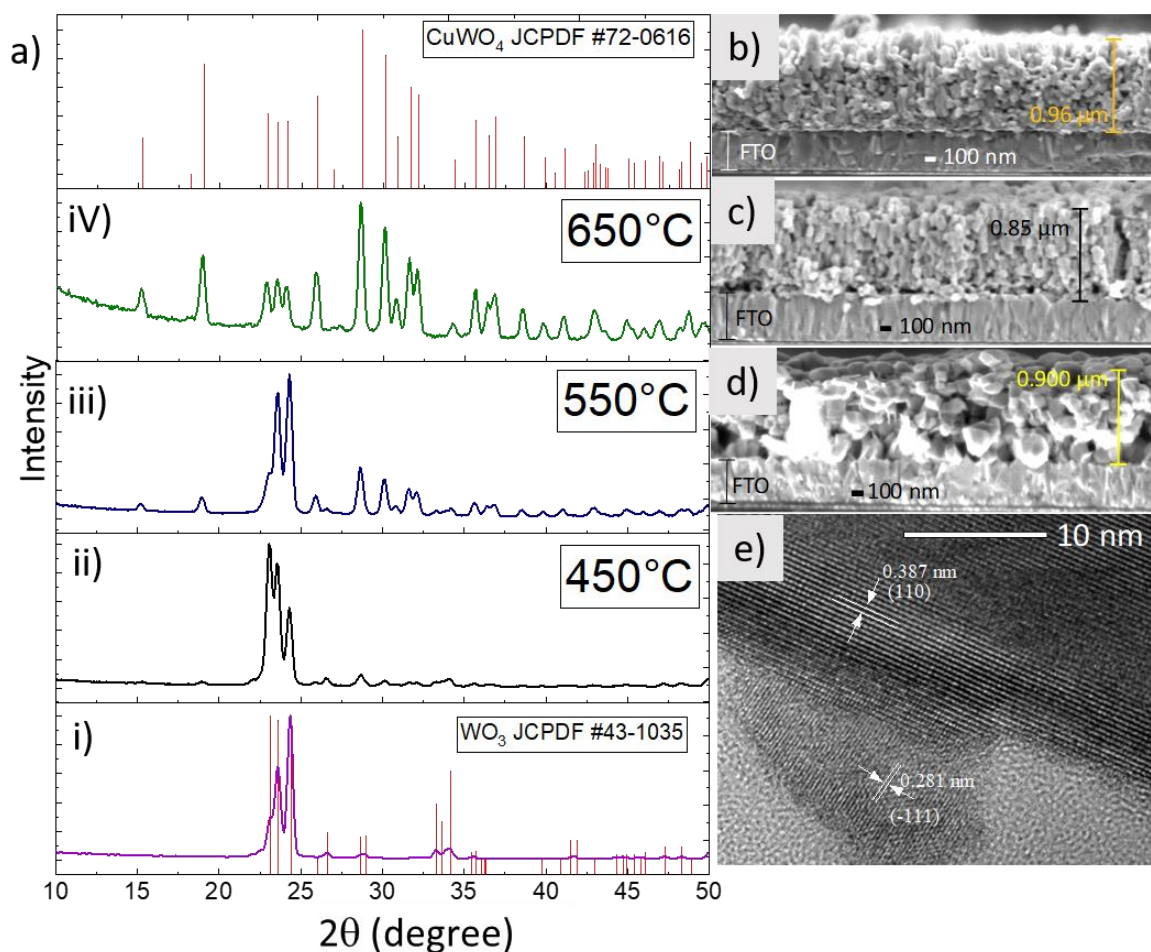 a)
CuWO₄ JCPDF #72-0616
iV)
650°C
iii)
550°C
ii)
450°C
i)
WO₃ JCPDF #43-1035
Intensity
10 15 20 25 30 35 40 45 50
2θ (degree)
b)
0.96 µm
FTO
100 nm
c)
0.85 µm
FTO
100 nm
d)
0.900 µm
FTO
100 nm
e)
10 nm
0.387 nm
(110)
0.281 nm
(-111)